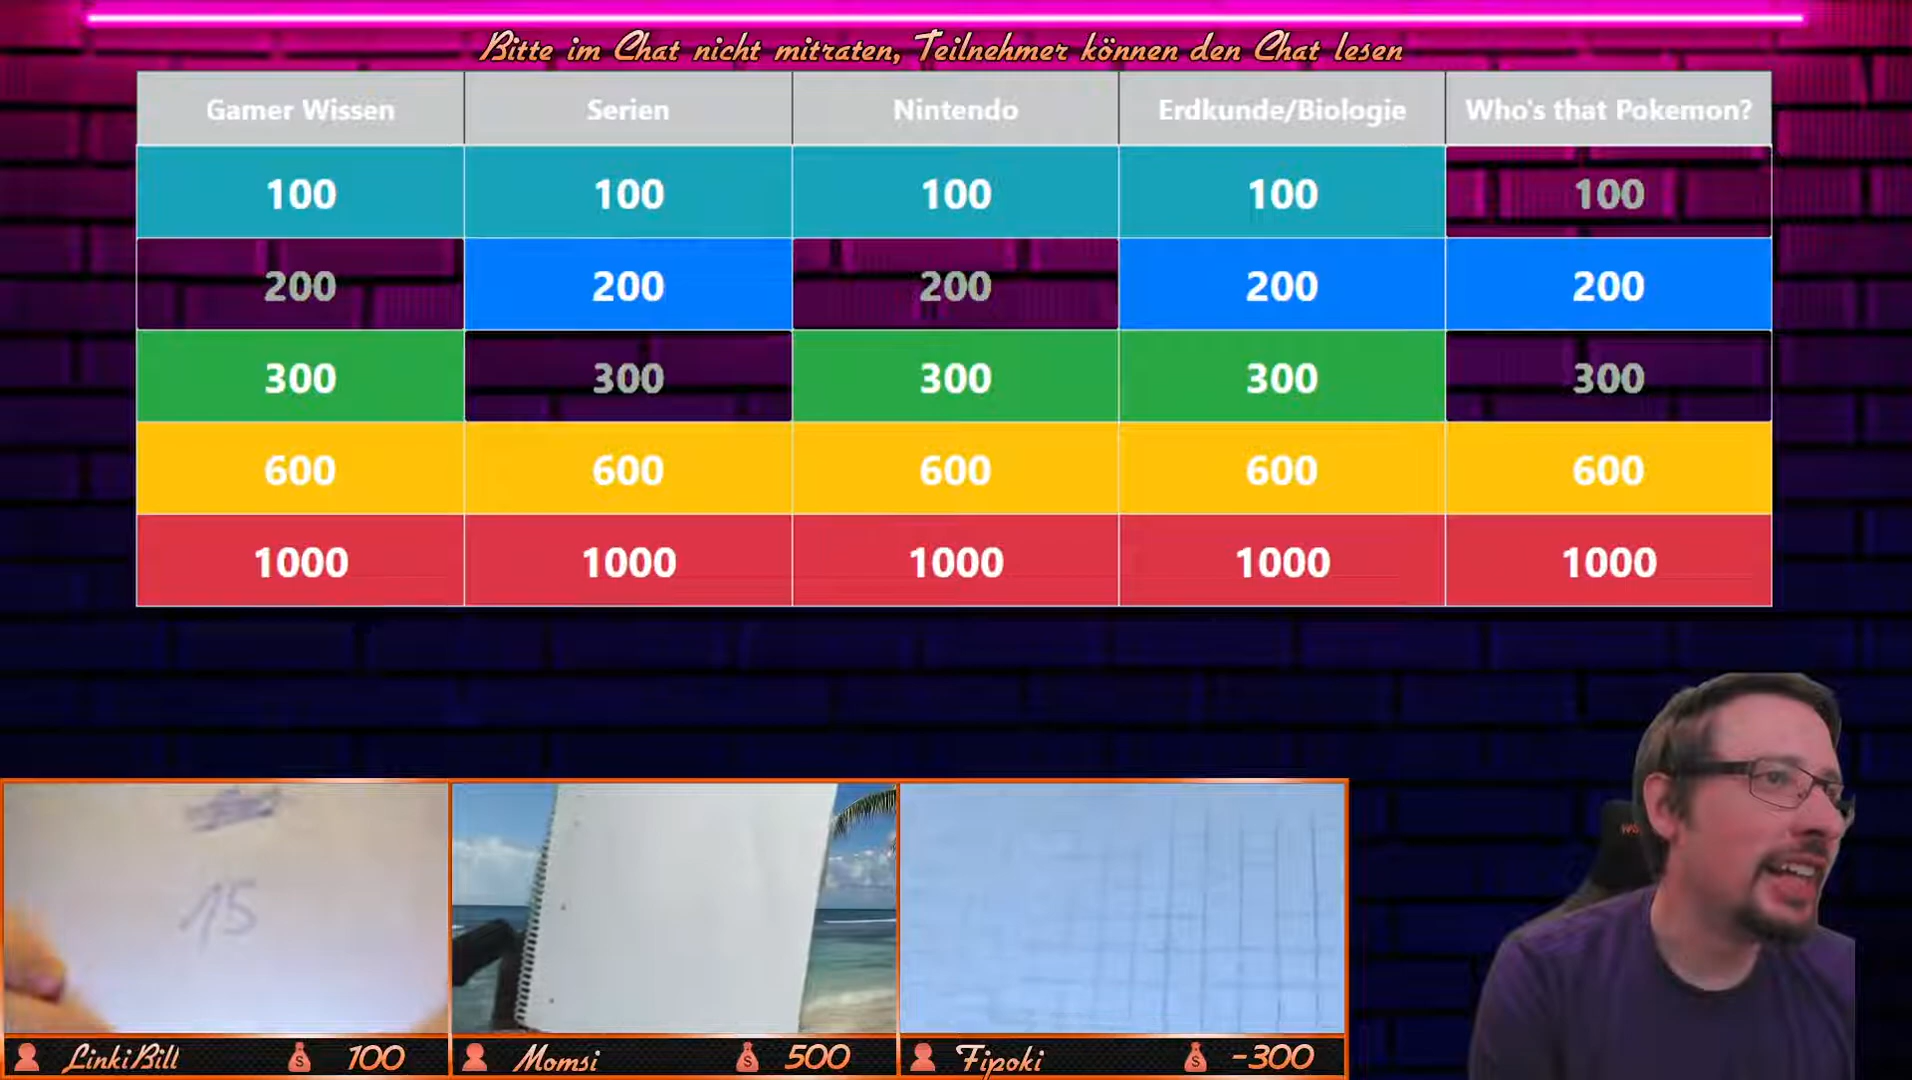 Bitte im Chat nicht mitraten, Teilnehmer können den Chat lesen
Gamer Wissen Serien Nintendo Erdkunde/Biologie Who's that Pokemon?
100 100 100 100 100
200 200 200 200 200
300 300 300 300 300
600 600 600 600 600
1000 1000 1000 1000 1000
15
LinkiBill $ 100 Momsi $ 500 Fipoki $ -300